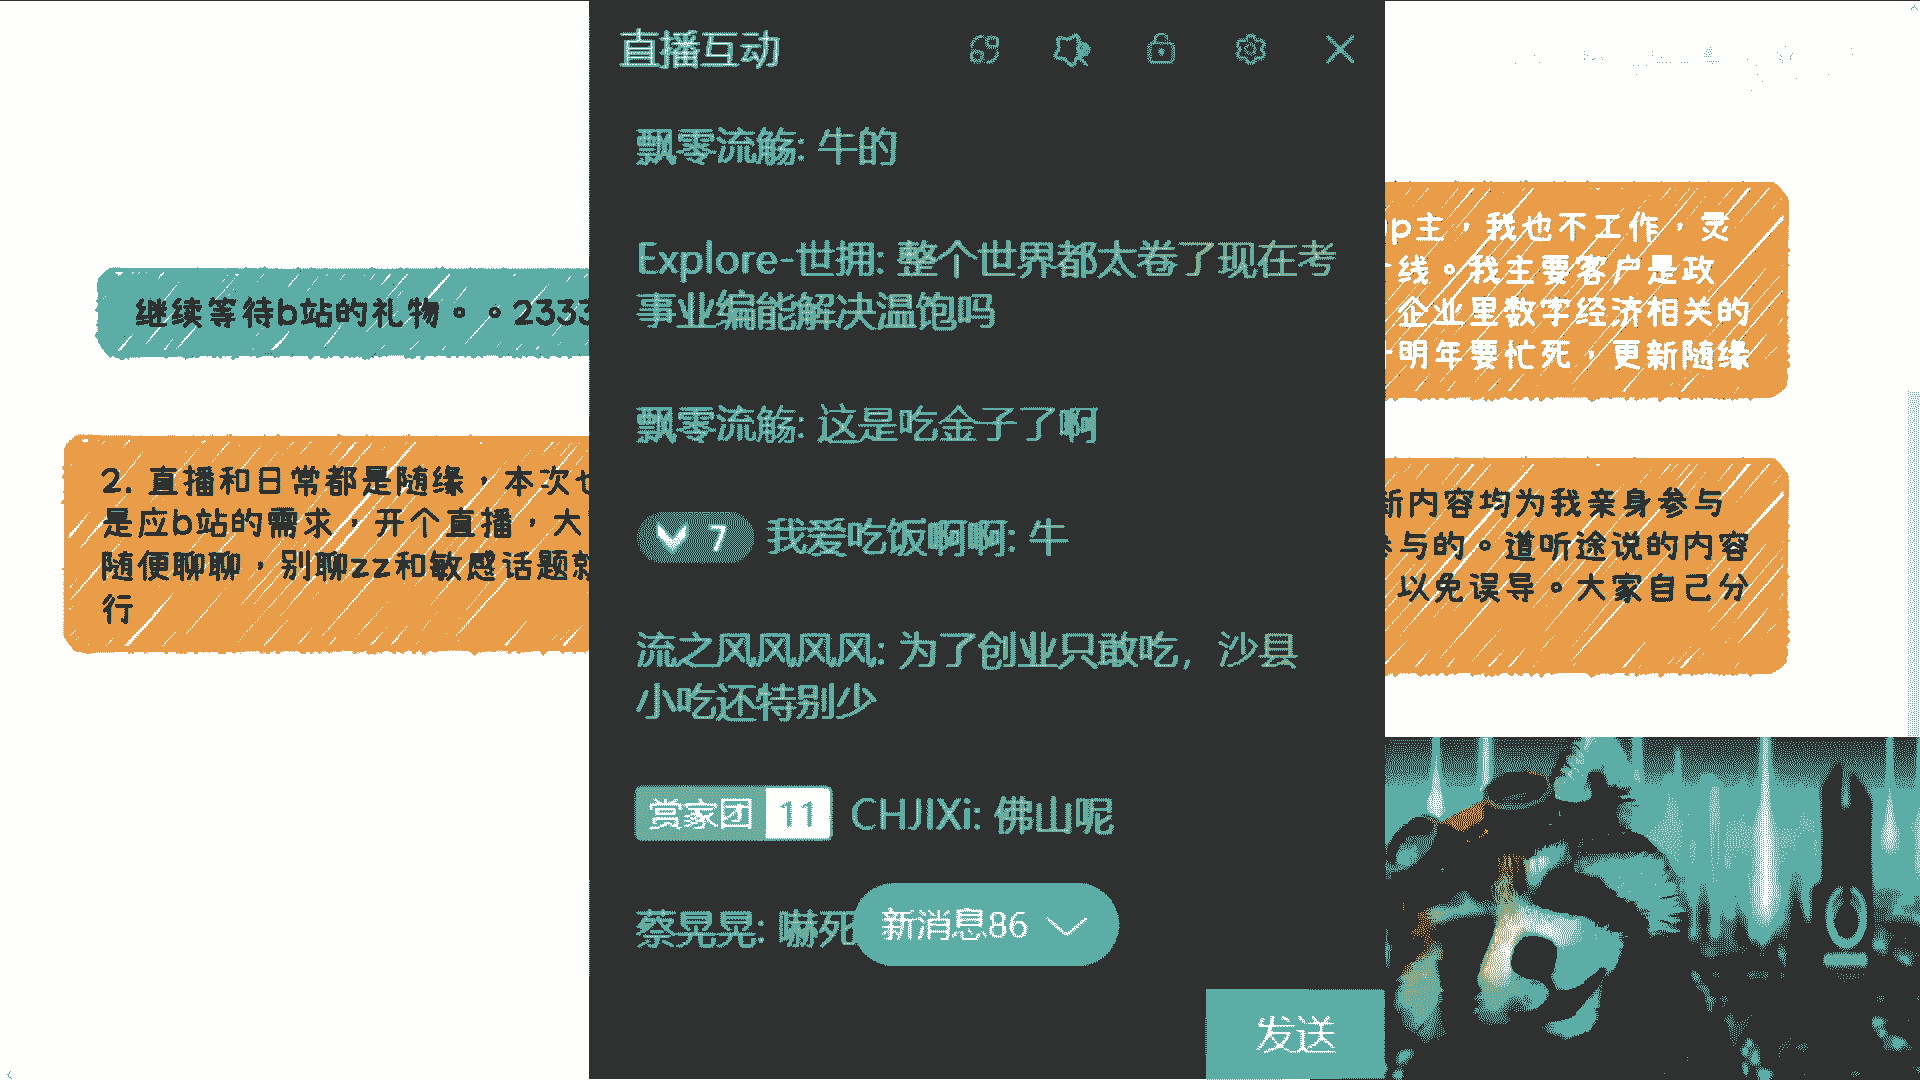 直播互动
飘零流觞: 牛的
Explore-世拥: 整个世界都太卷了现在考
事业编能解决温饱吗
飘零流觞: 这是吃金子了啊
7 我爱吃饭啊啊: 牛
流之风风风风: 为了创业只敢吃，沙县
小吃还特别少
赏家团 11 CHJIXi: 佛山呢
蔡晃晃: 嚇死
新消息86
发送
继续等待b站的礼物。。2333
2. 直播和日常都是随缘，本次也
是应b站的需求，开个直播，大
随便聊聊，别聊zz和敏感话题就
行
up主，我也不工作，灵
线。我主要客户是政
企业里数字经济相关的
明年要忙死，更新随缘
新内容均为我亲身参与
参与的。道听途说的内容
以免误导。大家自己分